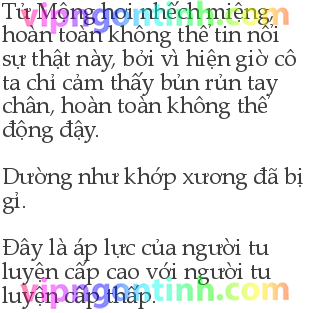 Tử Mộng hơi nhếch miệng,
hoàn toàn không thể tin nổi
sự thật này, bởi vì hiện giờ cô
ta chỉ cảm thấy bủn rủn tay
chân, hoàn toàn không thể
động đậy.
Dường như khớp xương đã bị
gỉ.
Đây là áp lực của người tu
luyện cấp cao với người tu
luyện cấp thấp.
vipngontinh.com
vipngontinh.com